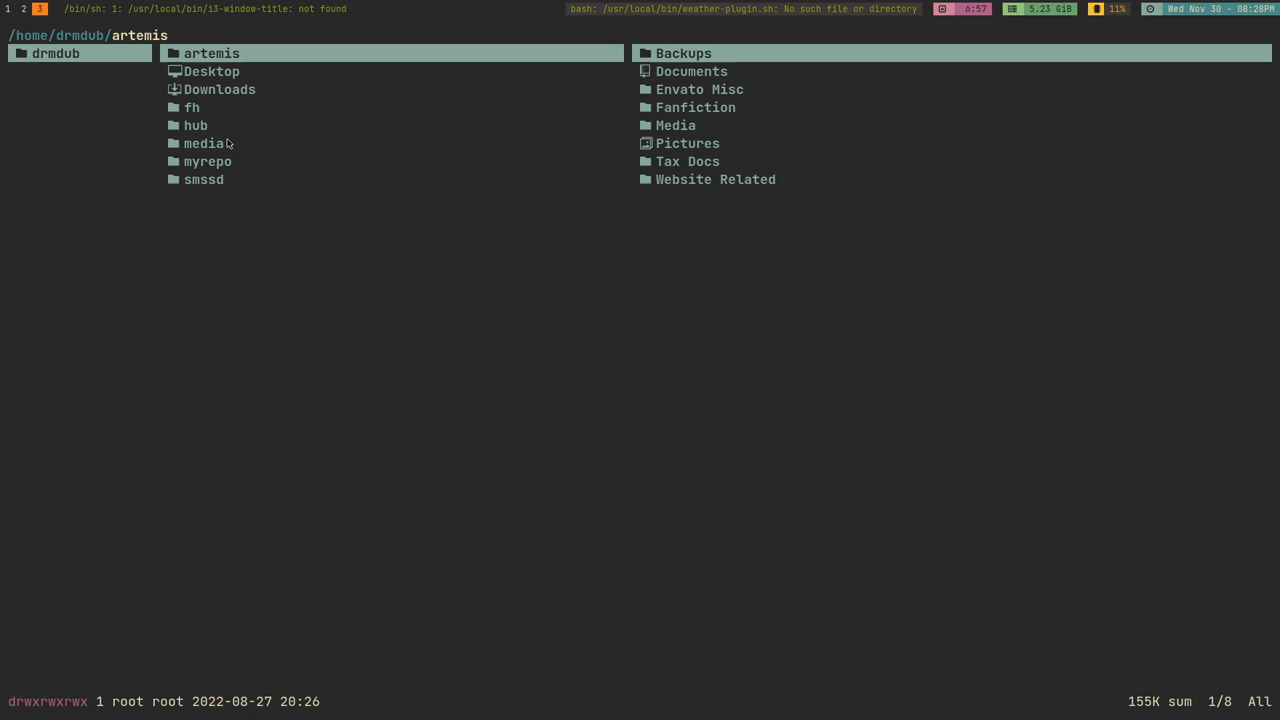 1 2 3 /bin/sh: 1: /usr/local/bin/i3-window-title: not found bash: /usr/local/bin/weather-plugin.sh: No such file or directory 6:57 5.23 GiB 11% Wed Nov 30 - 08:28PM
/home/drmdub/artemis
drmdub
artemis
Desktop
Downloads
fh
hub
media
myrepo
smssd
Backups
Documents
Envato Misc
Fanfiction
Media
Pictures
Tax Docs
Website Related
drwxrwxrwx 1 root root 2022-08-27 20:26 155K sum 1/8 All